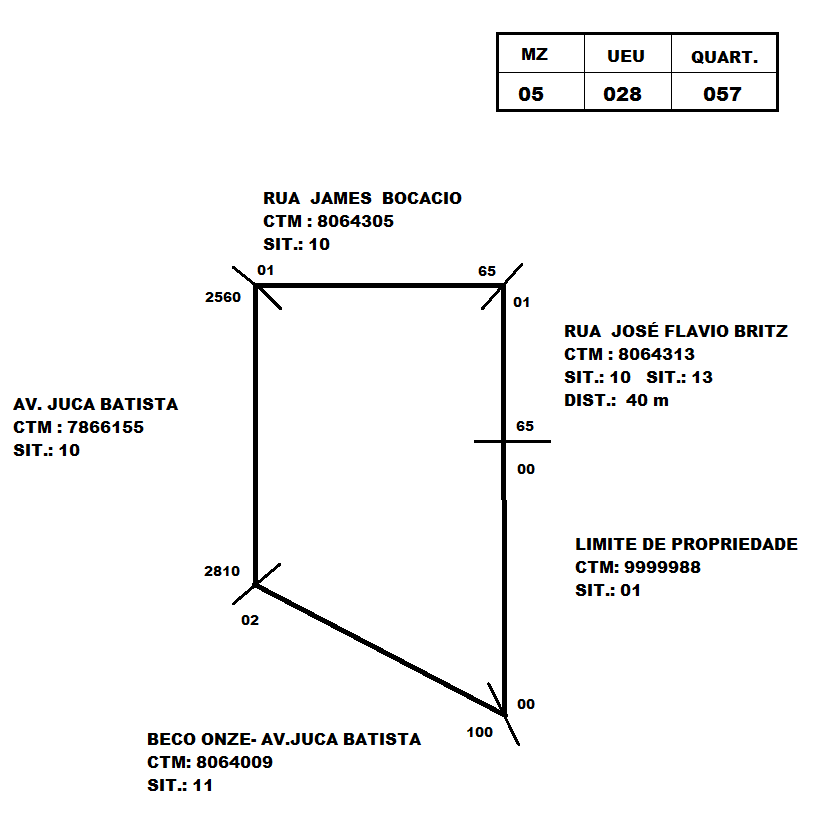 MZ UEU QUART.
05 028 057
RUA JAMES BOCACIO
CTM : 8064305
SIT.: 10
01 65
2560 01
RUA JOSÉ FLAVIO BRITZ
CTM : 8064313
SIT.: 10 SIT.: 13
DIST.: 40 m
AV. JUCA BATISTA
CTM : 7866155
SIT.: 10
65
00
LIMITE DE PROPRIEDADE
CTM: 9999988
SIT.: 01
2810
02
00
100
BECO ONZE- AV.JUCA BATISTA
CTM: 8064009
SIT.: 11